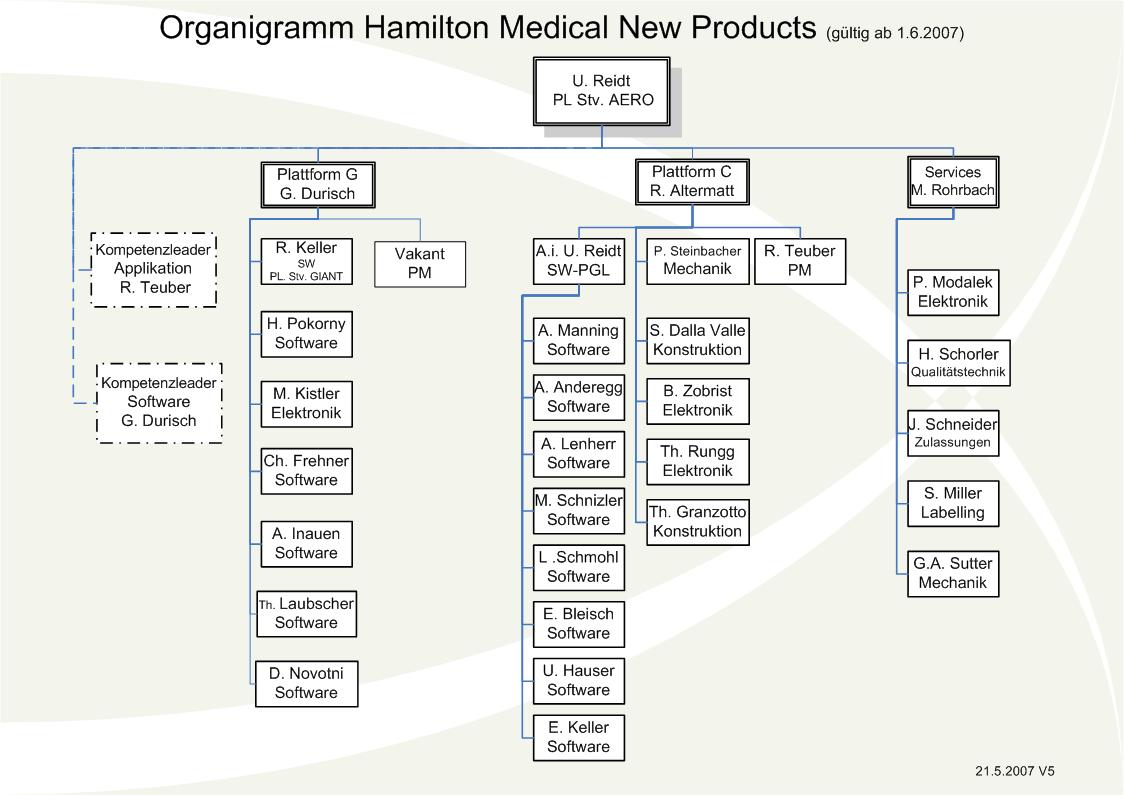 Organigramm Hamilton Medical New Products (gültig ab 1.6.2007)
U. Reidt
PL Stv. AERO
Plattform G
G. Durisch
Plattform C
R. Altermatt
Services
M. Rohrbach
Kompetenzleader
Applikation
R. Teuber
Kompetenzleader
Software
G. Durisch
R. Keller
SW
PL. Stv. GIANT
Vakant
PM
H. Pokorny
Software
M. Kistler
Elektronik
Ch. Frehner
Software
A. Inauen
Software
Th. Laubscher
Software
D. Novotni
Software
A.i. U. Reidt
SW-PGL
P. Steinbacher
Mechanik
R. Teuber
PM
A. Manning
Software
A. Anderegg
Software
A. Lenherr
Software
M. Schnizler
Software
L .Schmohl
Software
E. Bleisch
Software
U. Hauser
Software
E. Keller
Software
S. Dalla Valle
Konstruktion
B. Zobrist
Elektronik
Th. Rungg
Elektronik
Th. Granzotto
Konstruktion
P. Modalek
Elektronik
H. Schorler
Qualitätstechnik
J. Schneider
Zulassungen
S. Miller
Labelling
G.A. Sutter
Mechanik
21.5.2007 V5